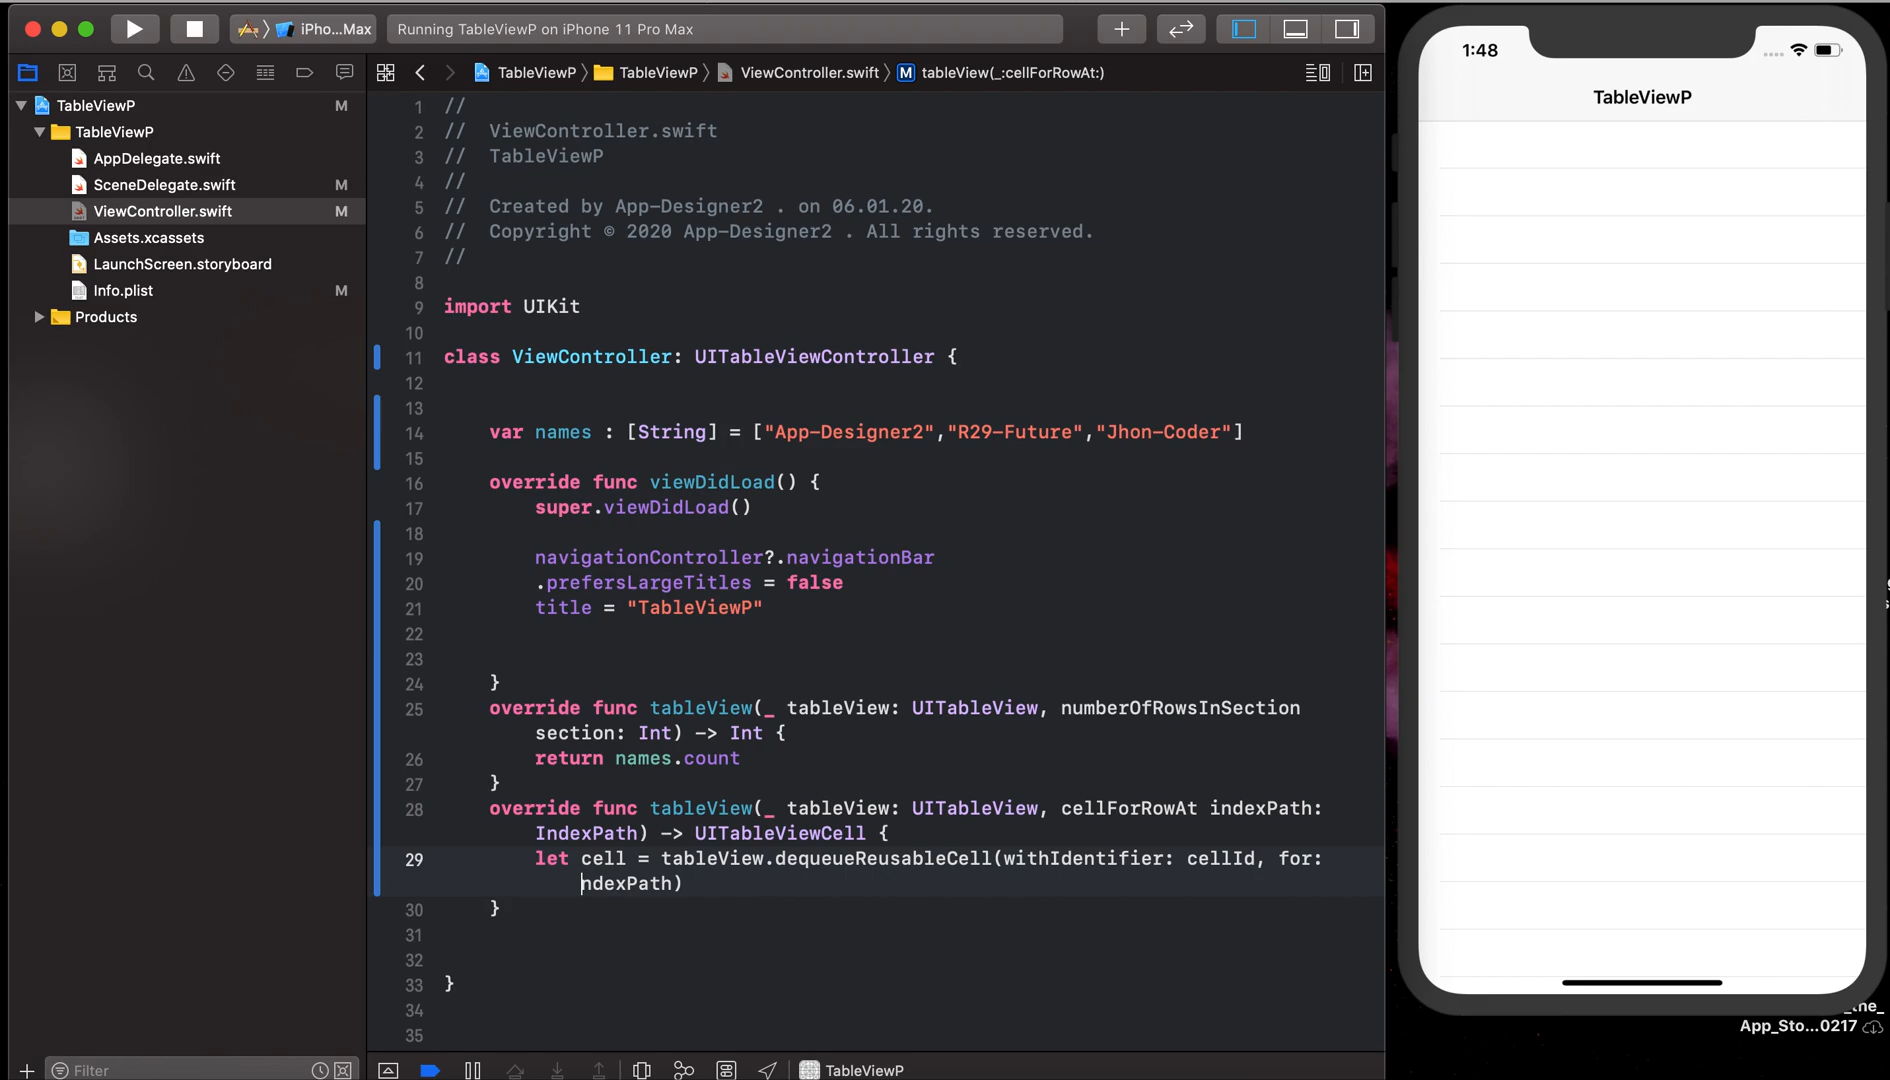 iPho...Max
Running TableViewP on iPhone 11 Pro Max
TableViewP
TableViewP
ViewController.swift
M
tableView(_:cellForRowAt:)
TableViewP M
TableViewP
AppDelegate.swift
SceneDelegate.swift M
ViewController.swift M
Assets.xcassets
LaunchScreen.storyboard
Info.plist M
Products
Filter
1 //
2 //  ViewController.swift
3 //  TableViewP
4 //
5 //  Created by App-Designer2 . on 06.01.20.
6 //  Copyright © 2020 App-Designer2 . All rights reserved.
7 //
8
9 import UIKit
10
11 class ViewController: UITableViewController {
12
13
14 var names : [String] = ["App-Designer2","R29-Future","Jhon-Coder"]
15
16 override func viewDidLoad() {
17 super.viewDidLoad()
18
19 navigationController?.navigationBar
20 .prefersLargeTitles = false
21 title = "TableViewP"
22
23
24 }
25 override func tableView(_ tableView: UITableView, numberOfRowsInSection
section: Int) -> Int {
26 return names.count
27 }
28 override func tableView(_ tableView: UITableView, cellForRowAt indexPath:
IndexPath) -> UITableViewCell {
29 let cell = tableView.dequeueReusableCell(withIdentifier: cellId, for:
ndexPath)
30 }
31
32
33 }
34
35
TableViewP
1:48
TableViewP
_the_
App_Sto...0217